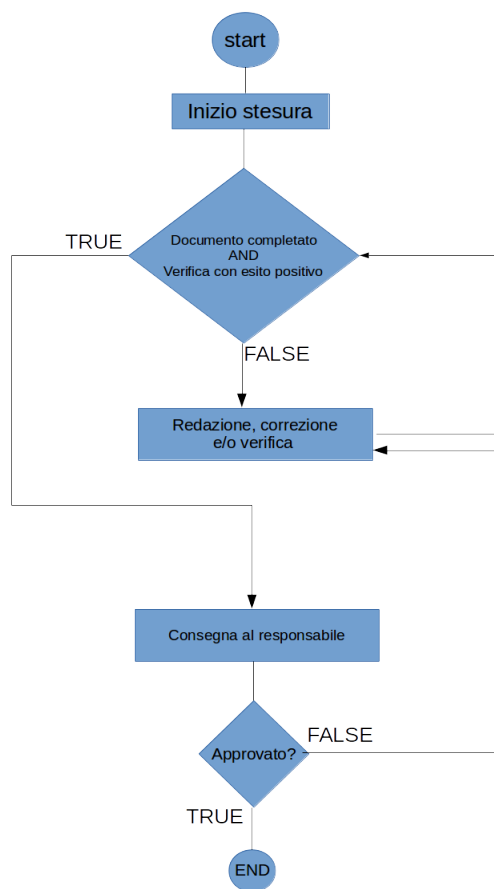 start
Inizio stesura
TRUE
Documento completato
AND
Verifica con esito positivo
FALSE
Redazione, correzione
e/o verifica
Consegna al responsabile
Approvato?
FALSE
TRUE
END